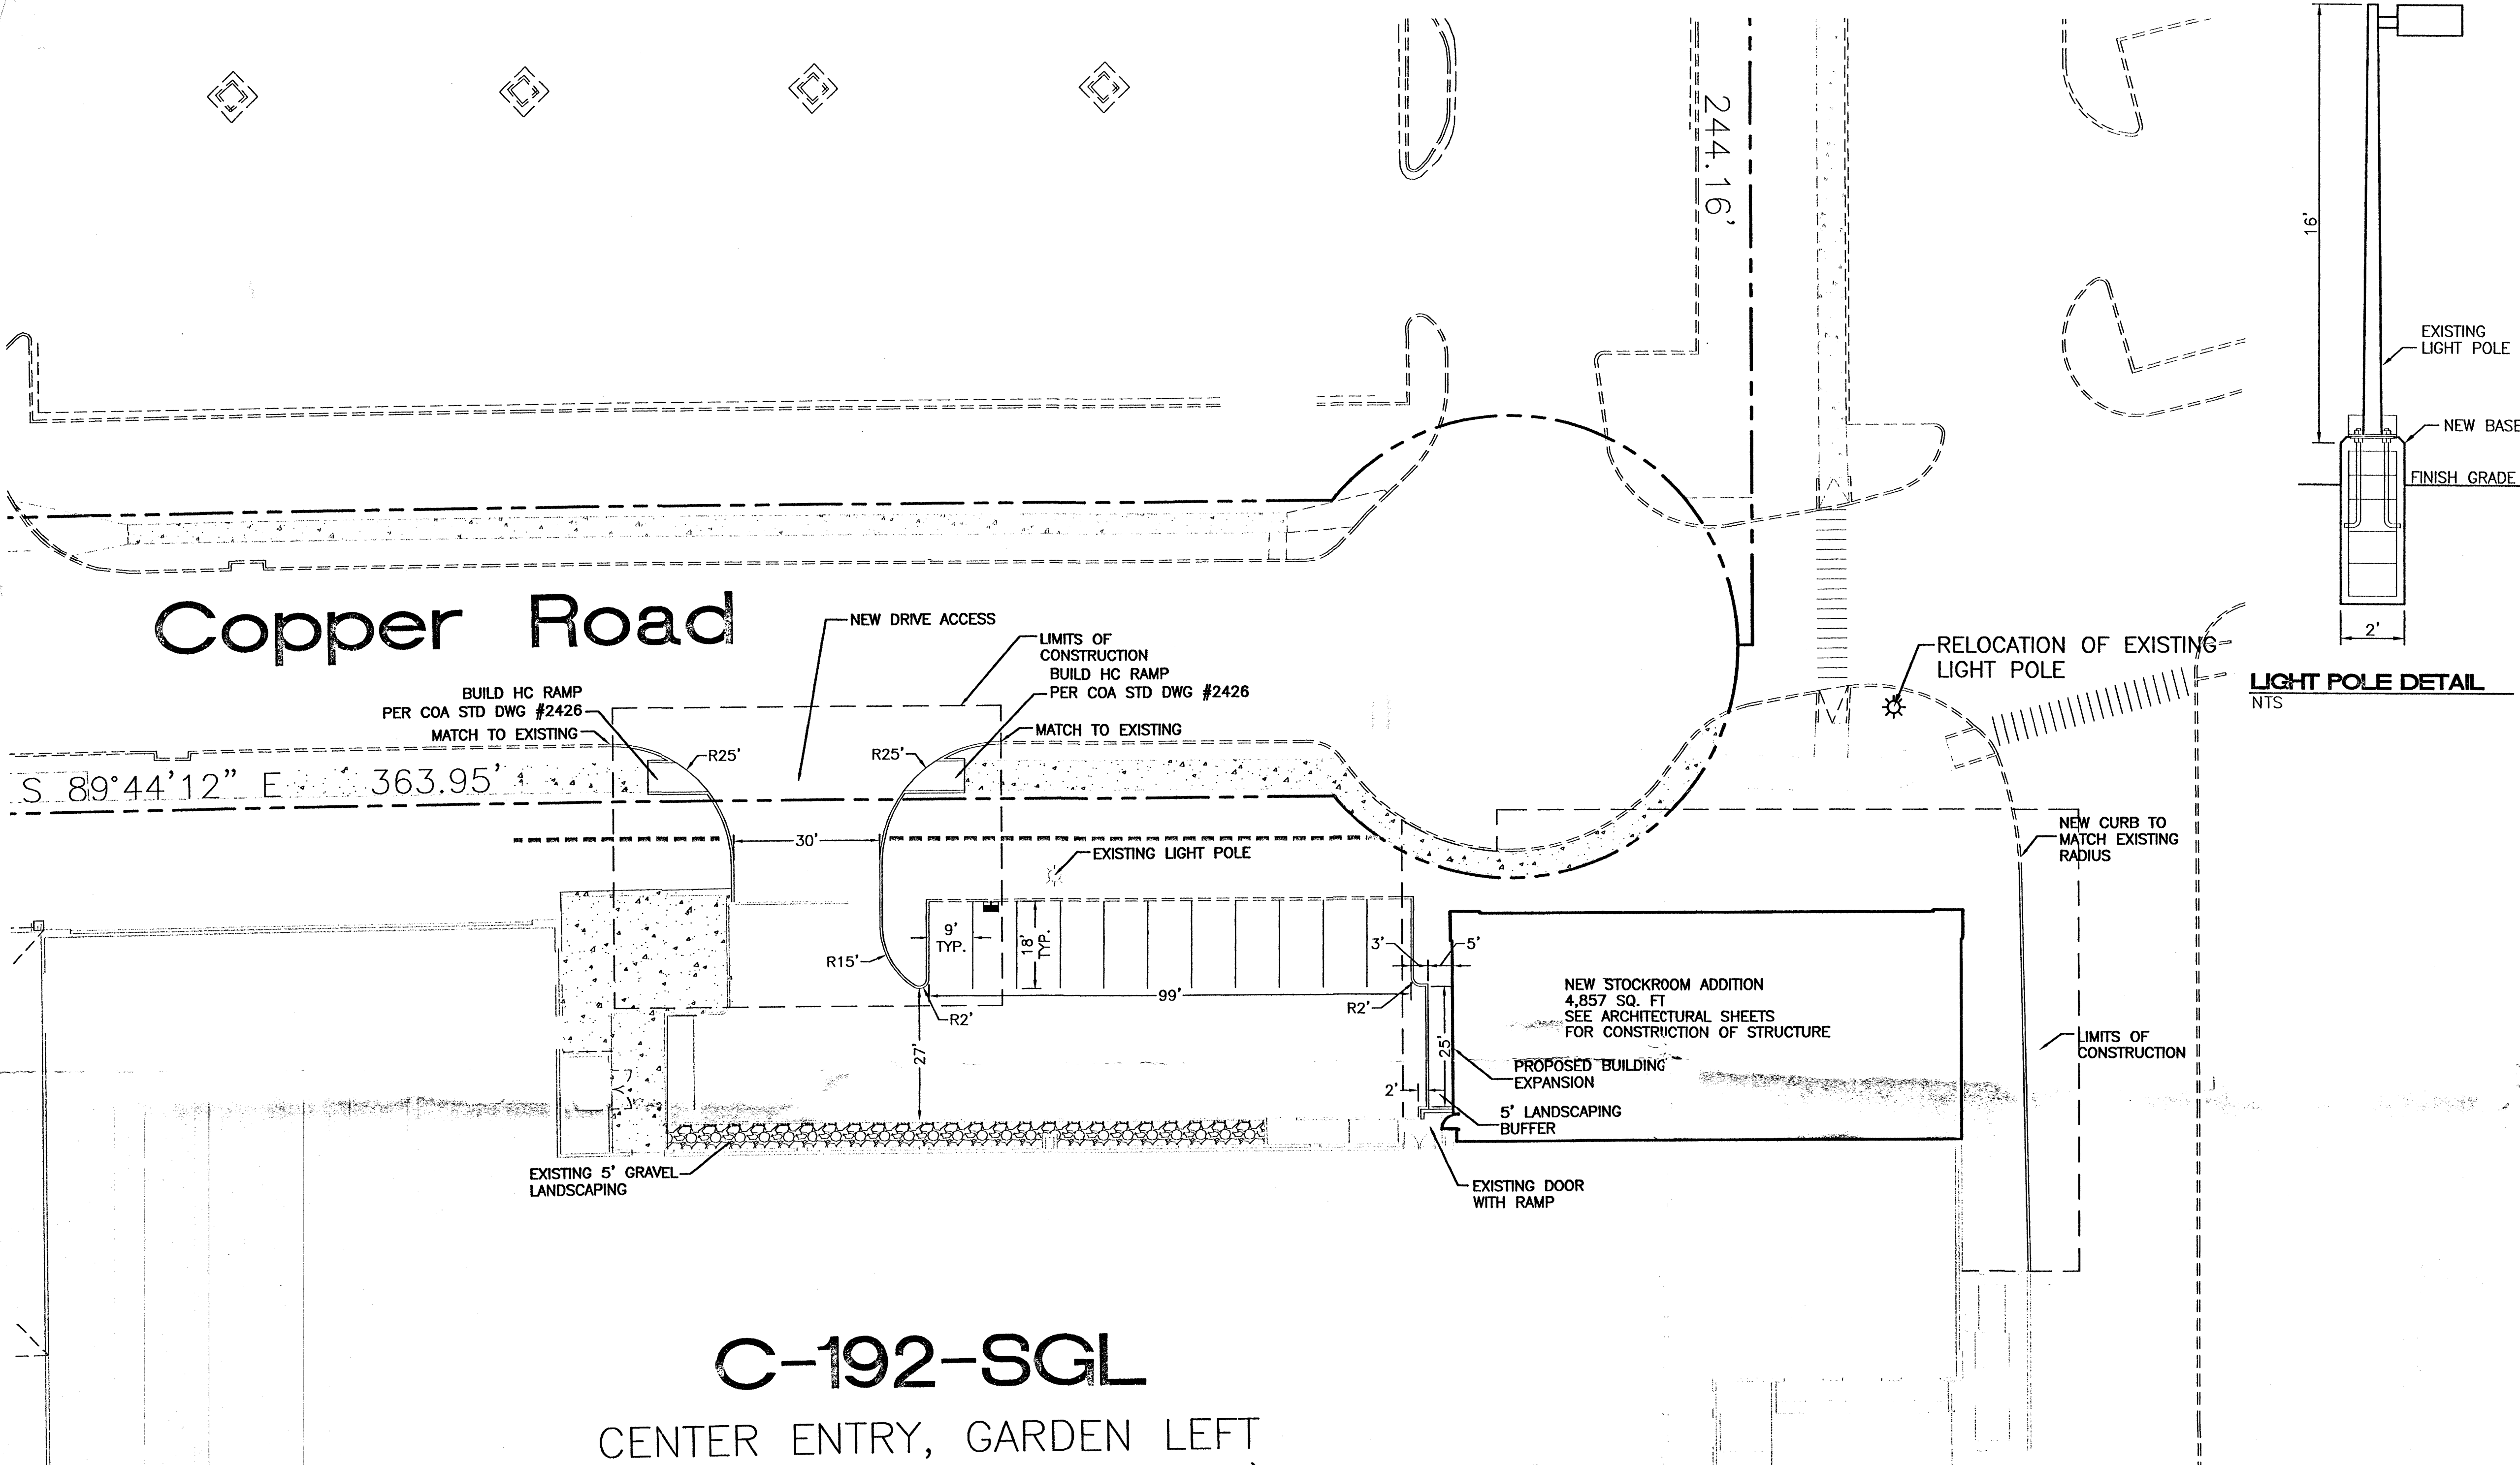 244.16'
16'
EXISTING
LIGHT POLE
NEW BASE
FINISH GRADE
2'
LIGHT POLE DETAIL
NTS
Copper Road
NEW DRIVE ACCESS
LIMITS OF
CONSTRUCTION
BUILD HC RAMP
PER COA STD DWG #2426
MATCH TO EXISTING
BUILD HC RAMP
PER COA STD DWG #2426
MATCH TO EXISTING
RELOCATION OF EXISTING
LIGHT POLE
R25'
R25'
S 89°44'12" E 363.95'
30'
EXISTING LIGHT POLE
NEW CURB TO
MATCH EXISTING
RADIUS
9'
TYP.
18'
TYP.
3'
5'
R15'
99'
R2'
R2'
27'
25'
2'
NEW STOCKROOM ADDITION
4,857 SQ. FT
SEE ARCHITECTURAL SHEETS
FOR CONSTRUCTION OF STRUCTURE
PROPOSED BUILDING
EXPANSION
5' LANDSCAPING
BUFFER
LIMITS OF
CONSTRUCTION
EXISTING 5' GRAVEL
LANDSCAPING
EXISTING DOOR
WITH RAMP
C-192-SGL
CENTER ENTRY, GARDEN LEFT